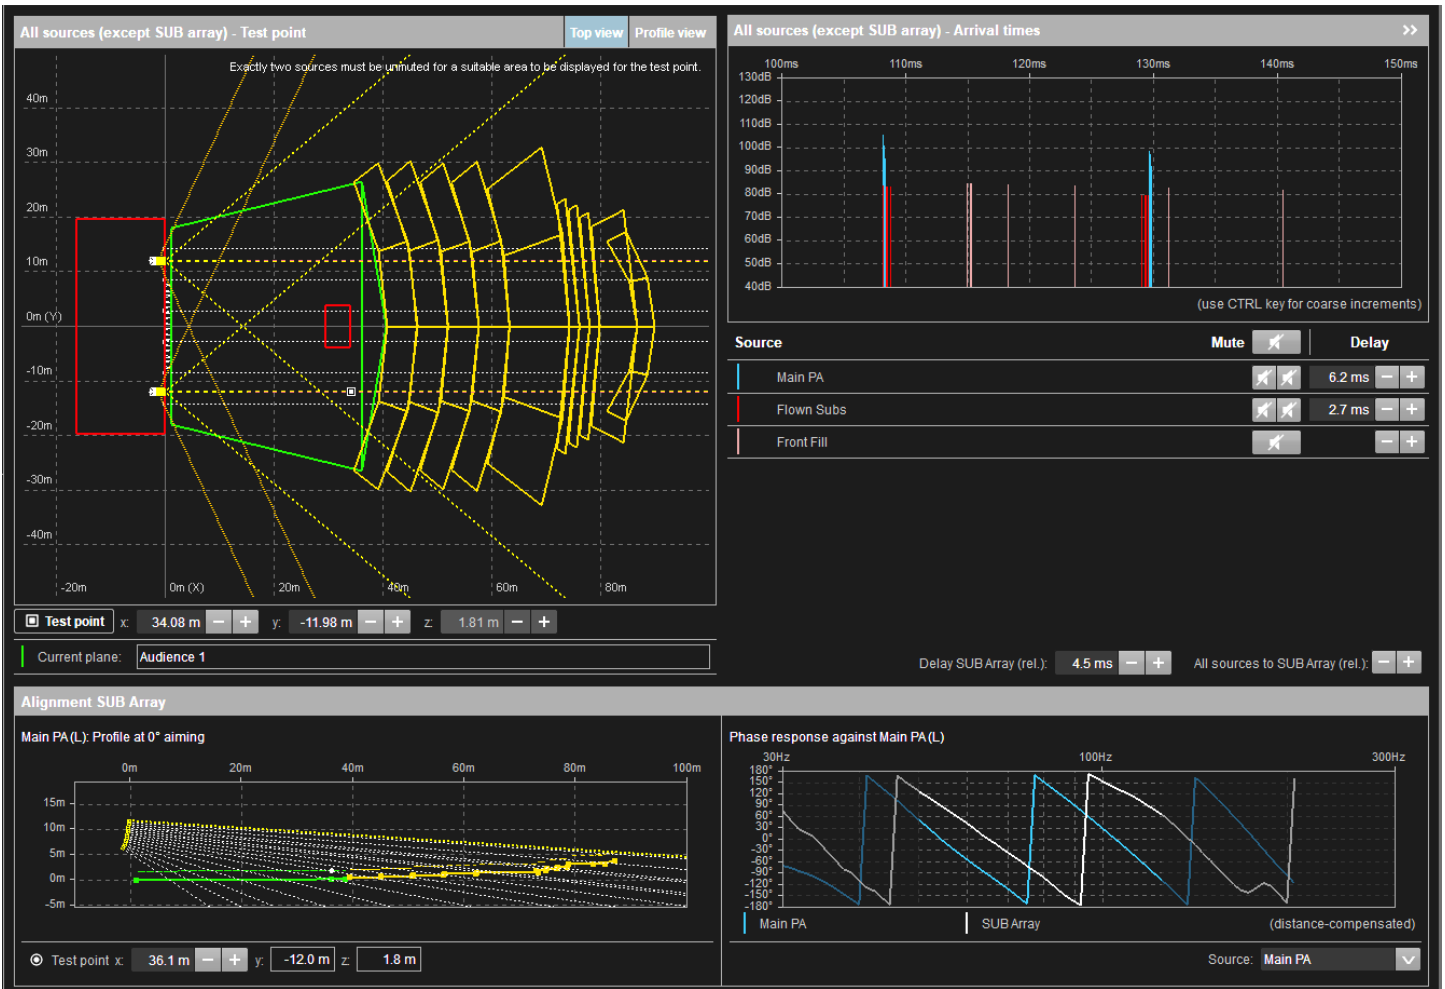 All sources (except SUB array) - Test point
Top view
Profile view
Exactly two sources must be unmuted for a suitable area to be displayed for the test point.
40m
30m
20m
10m
0m (Y)
-10m
-20m
-30m
-40m
-20m
0m (X)
20m
40m
60m
80m
Test point x: 34.08 m − + y: -11.98 m − + z: 1.81 m − +
Current plane: Audience 1
All sources (except SUB array) - Arrival times
>>
100ms 110ms 120ms 130ms 140ms 150ms
130dB
120dB
110dB
100dB
90dB
80dB
70dB
60dB
50dB
40dB
(use CTRL key for coarse increments)
Source Mute Delay
Main PA 6.2 ms − +
Flown Subs 2.7 ms − +
Front Fill − +
Delay SUB Array (rel.): 4.5 ms − + All sources to SUB Array (rel.): − +
Alignment SUB Array
Main PA (L): Profile at 0° aiming
0m 20m 40m 60m 80m 100m
15m
10m
5m
0m
-5m
Test point x: 36.1 m − + y: -12.0 m z: 1.8 m
Phase response against Main PA (L)
30Hz 100Hz 300Hz
180°
150°
120°
90°
60°
30°
0°
-30°
-60°
-90°
-120°
-150°
-180°
Main PA SUB Array (distance-compensated)
Source: Main PA